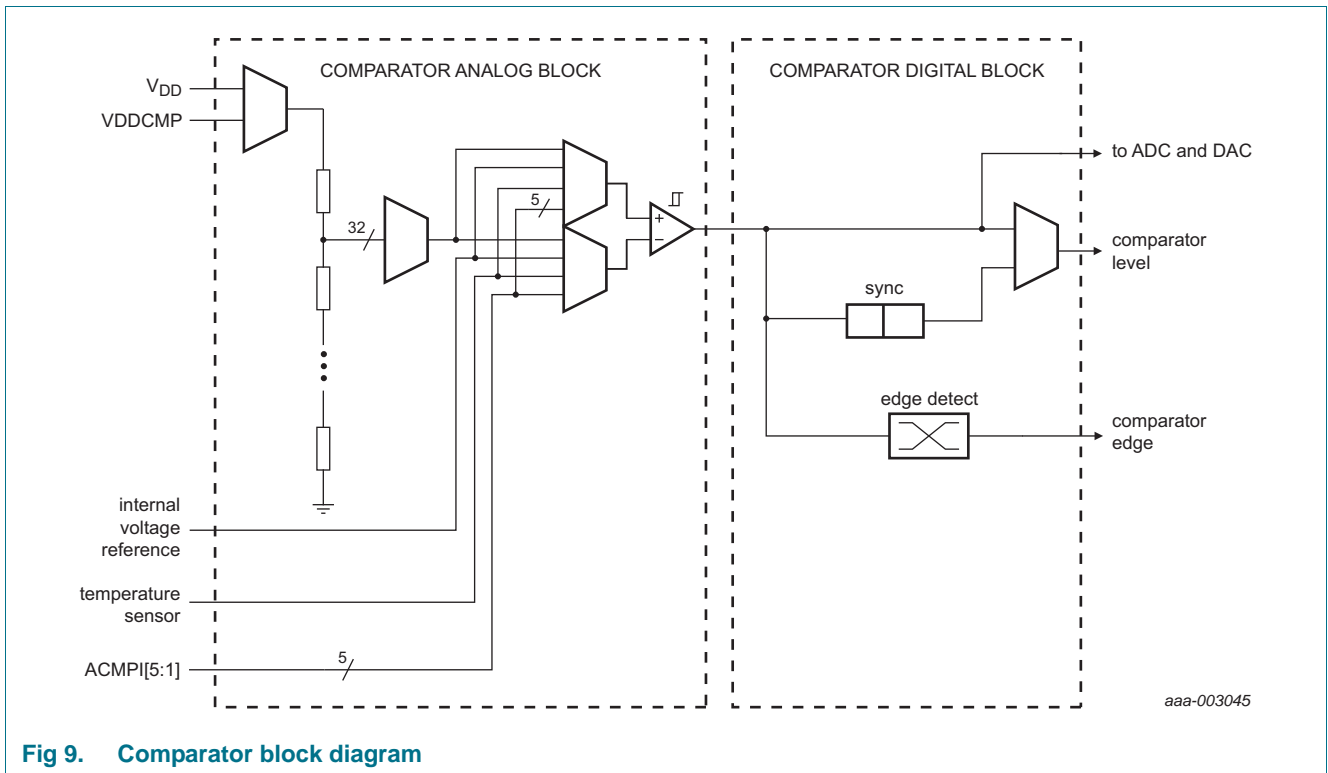 COMPARATOR ANALOG BLOCK
COMPARATOR DIGITAL BLOCK
VDD
VDDCMP
32
5
sync
edge detect
to ADC and DAC
comparator
level
comparator
edge
internal
voltage
reference
temperature
sensor
ACMPI[5:1]
5
+
−
aaa-003045
Fig 9. Comparator block diagram